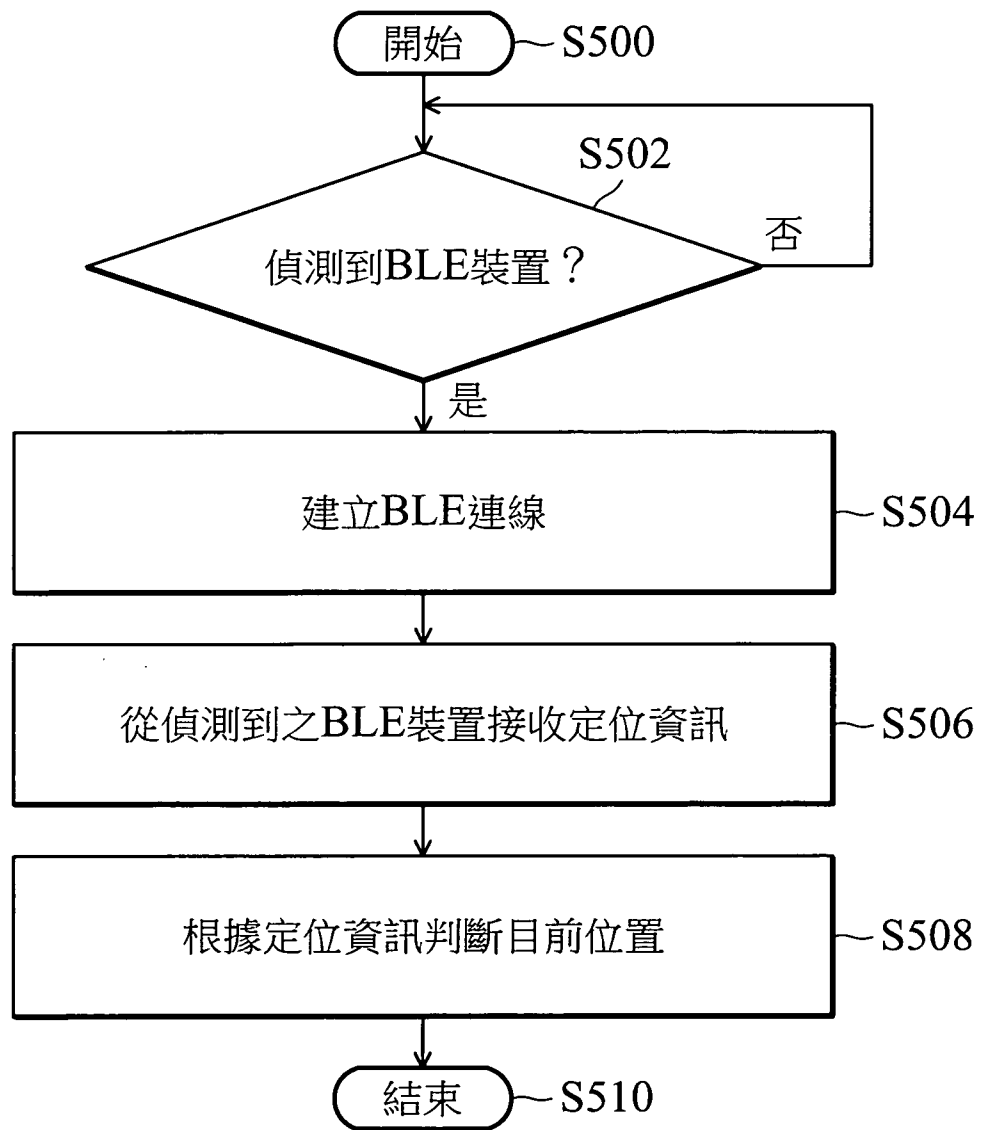 開始
S500
S502
偵測到BLE裝置？
否
是
建立BLE連線
S504
從偵測到之BLE裝置接收定位資訊
S506
根據定位資訊判斷目前位置
S508
結束
S510